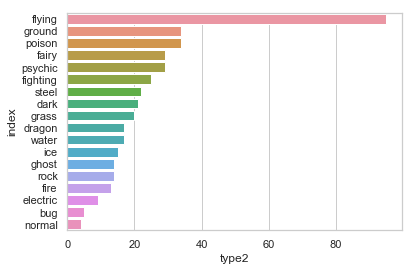 flying
ground
poison
fairy
psychic
fighting
steel
dark
grass
dragon
water
ice
ghost
rock
fire
electric
bug
normal
index
0 20 40 60 80
type2